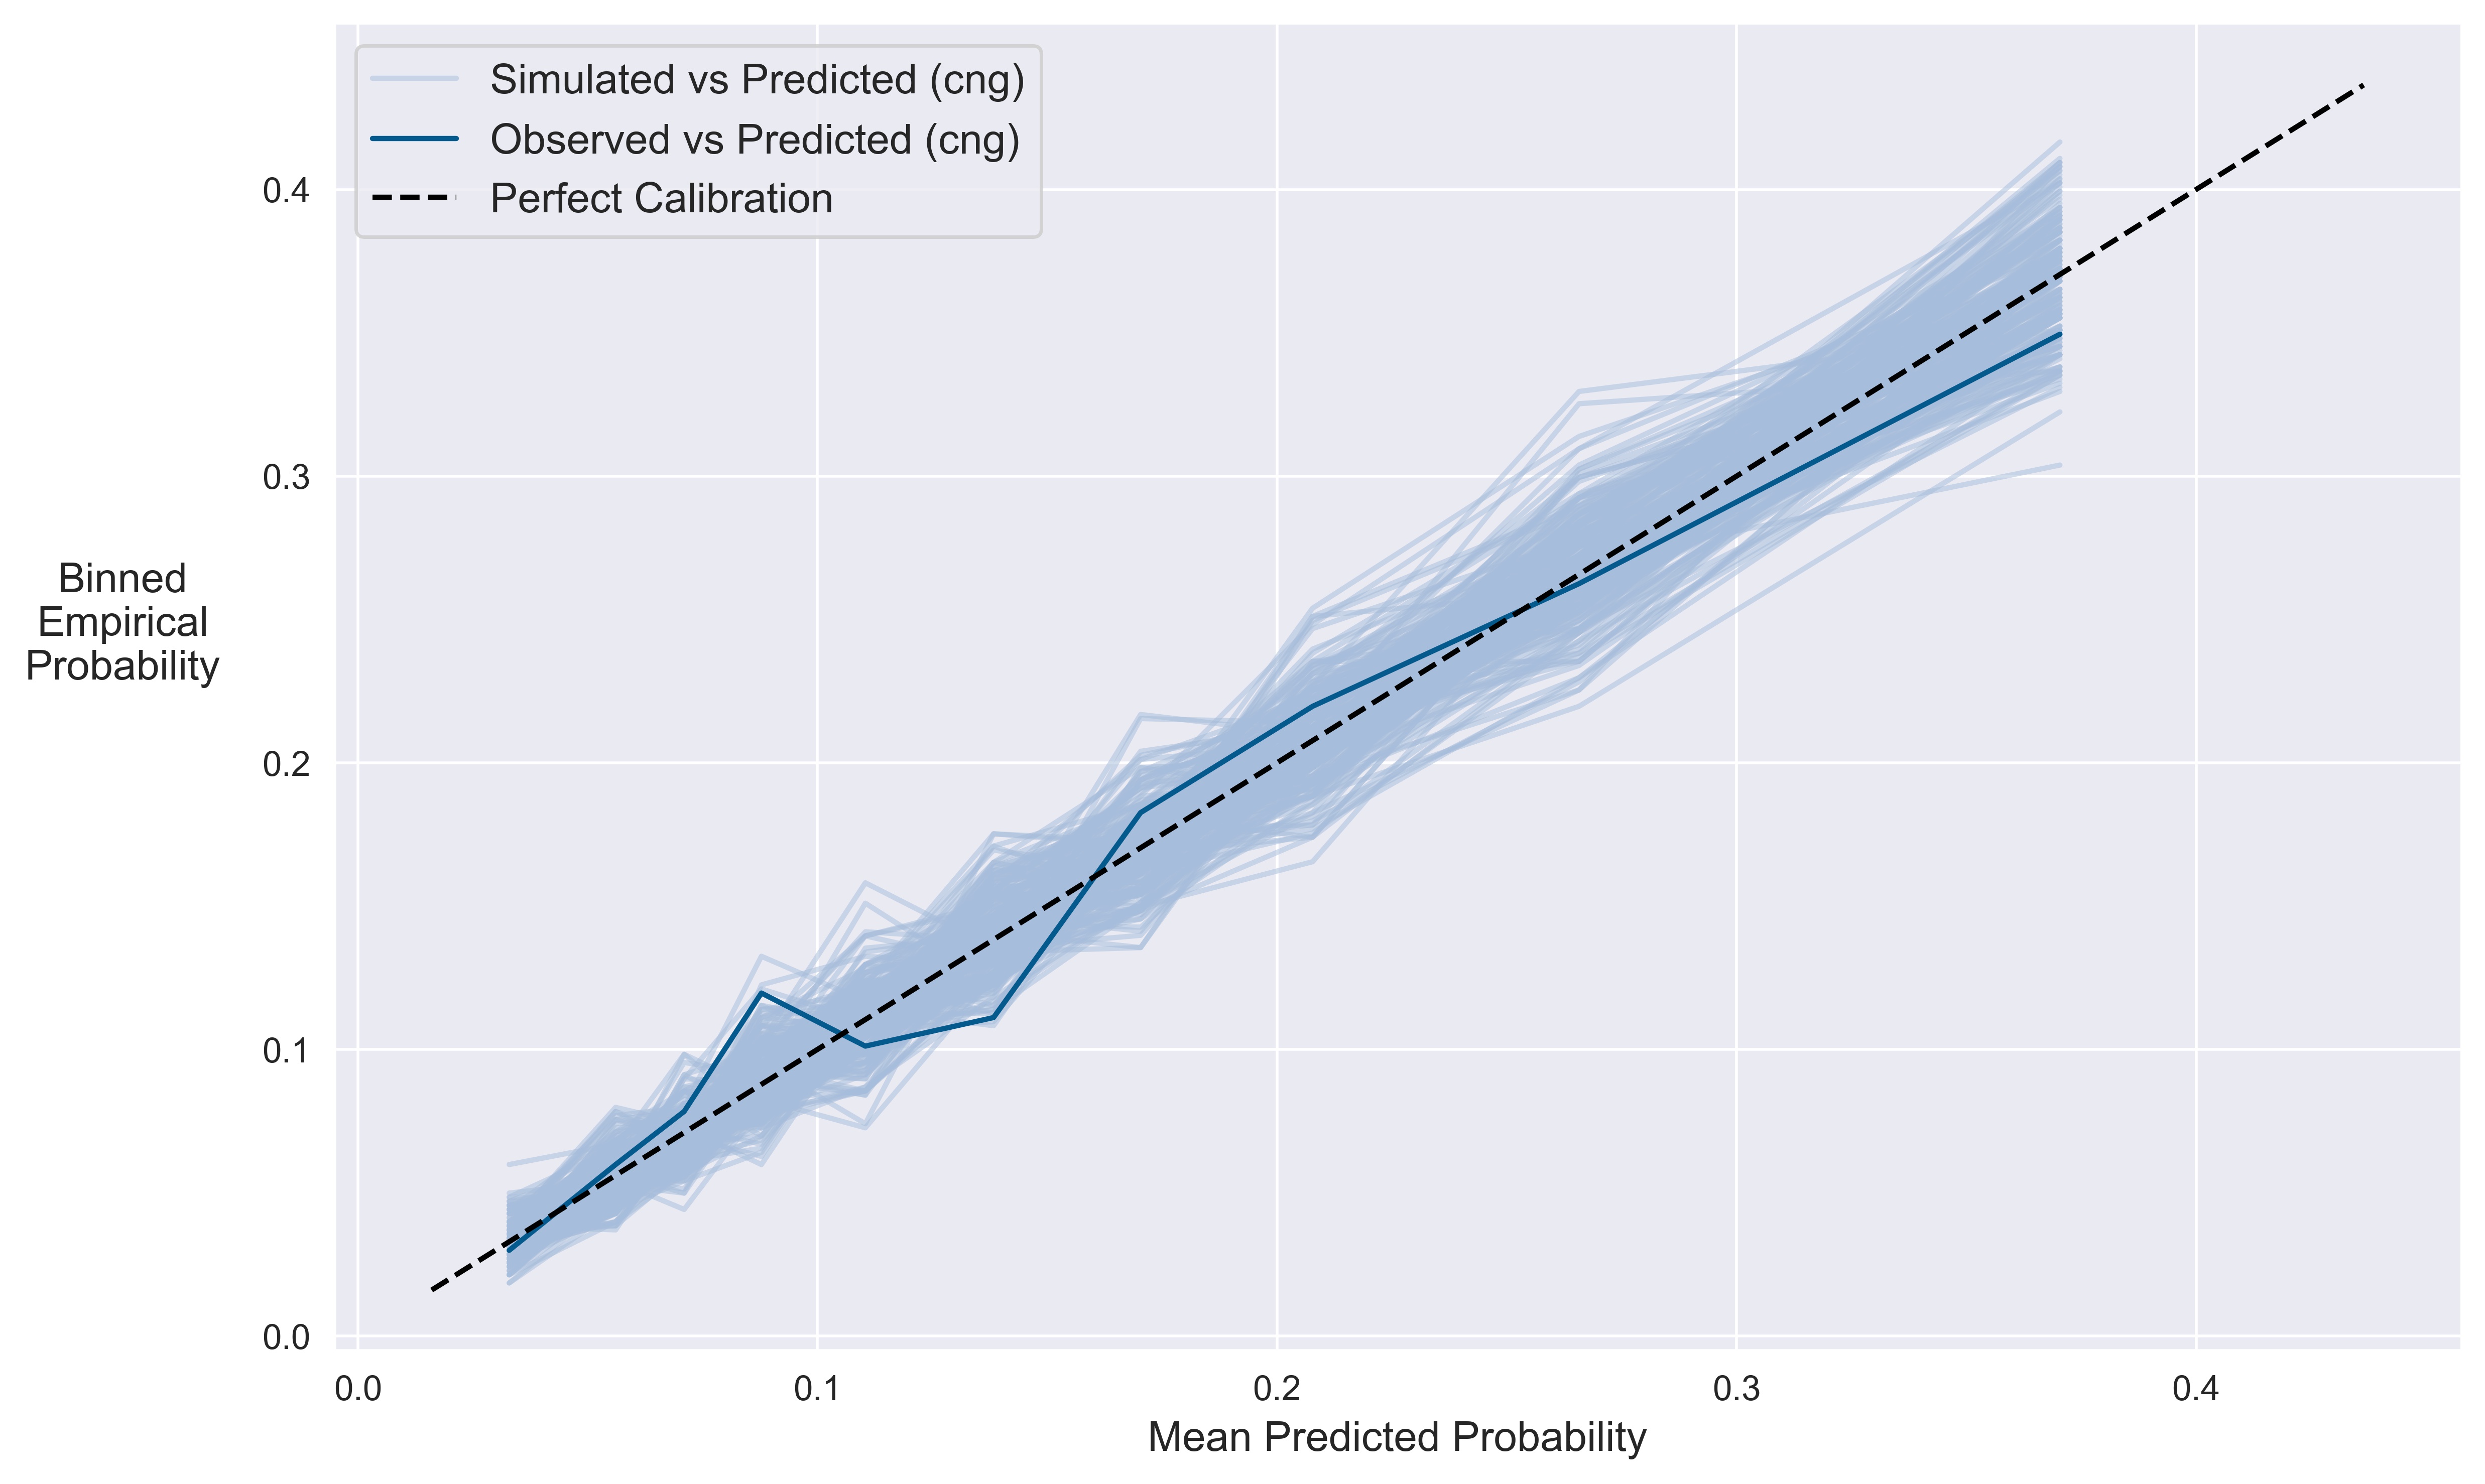 Simulated vs Predicted (cng)
Observed vs Predicted (cng)
Perfect Calibration
0.4
0.3
0.2
0.1
0.0
Binned
Empirical
Probability
0.0 0.1 0.2 0.3 0.4
Mean Predicted Probability